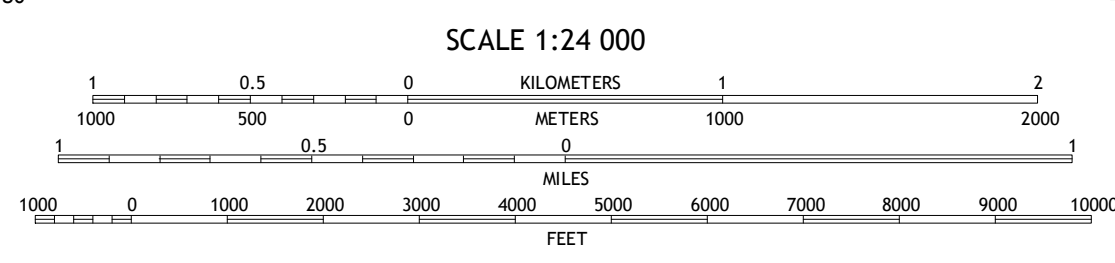 SCALE 1:24 000
1 0.5 0 KILOMETERS 1 2
1000 500 0 METERS 1000 2000
1 0.5 0 1
MILES
1000 0 1000 2000 3000 4000 5000 6000 7000 8000 9000 10000
FEET